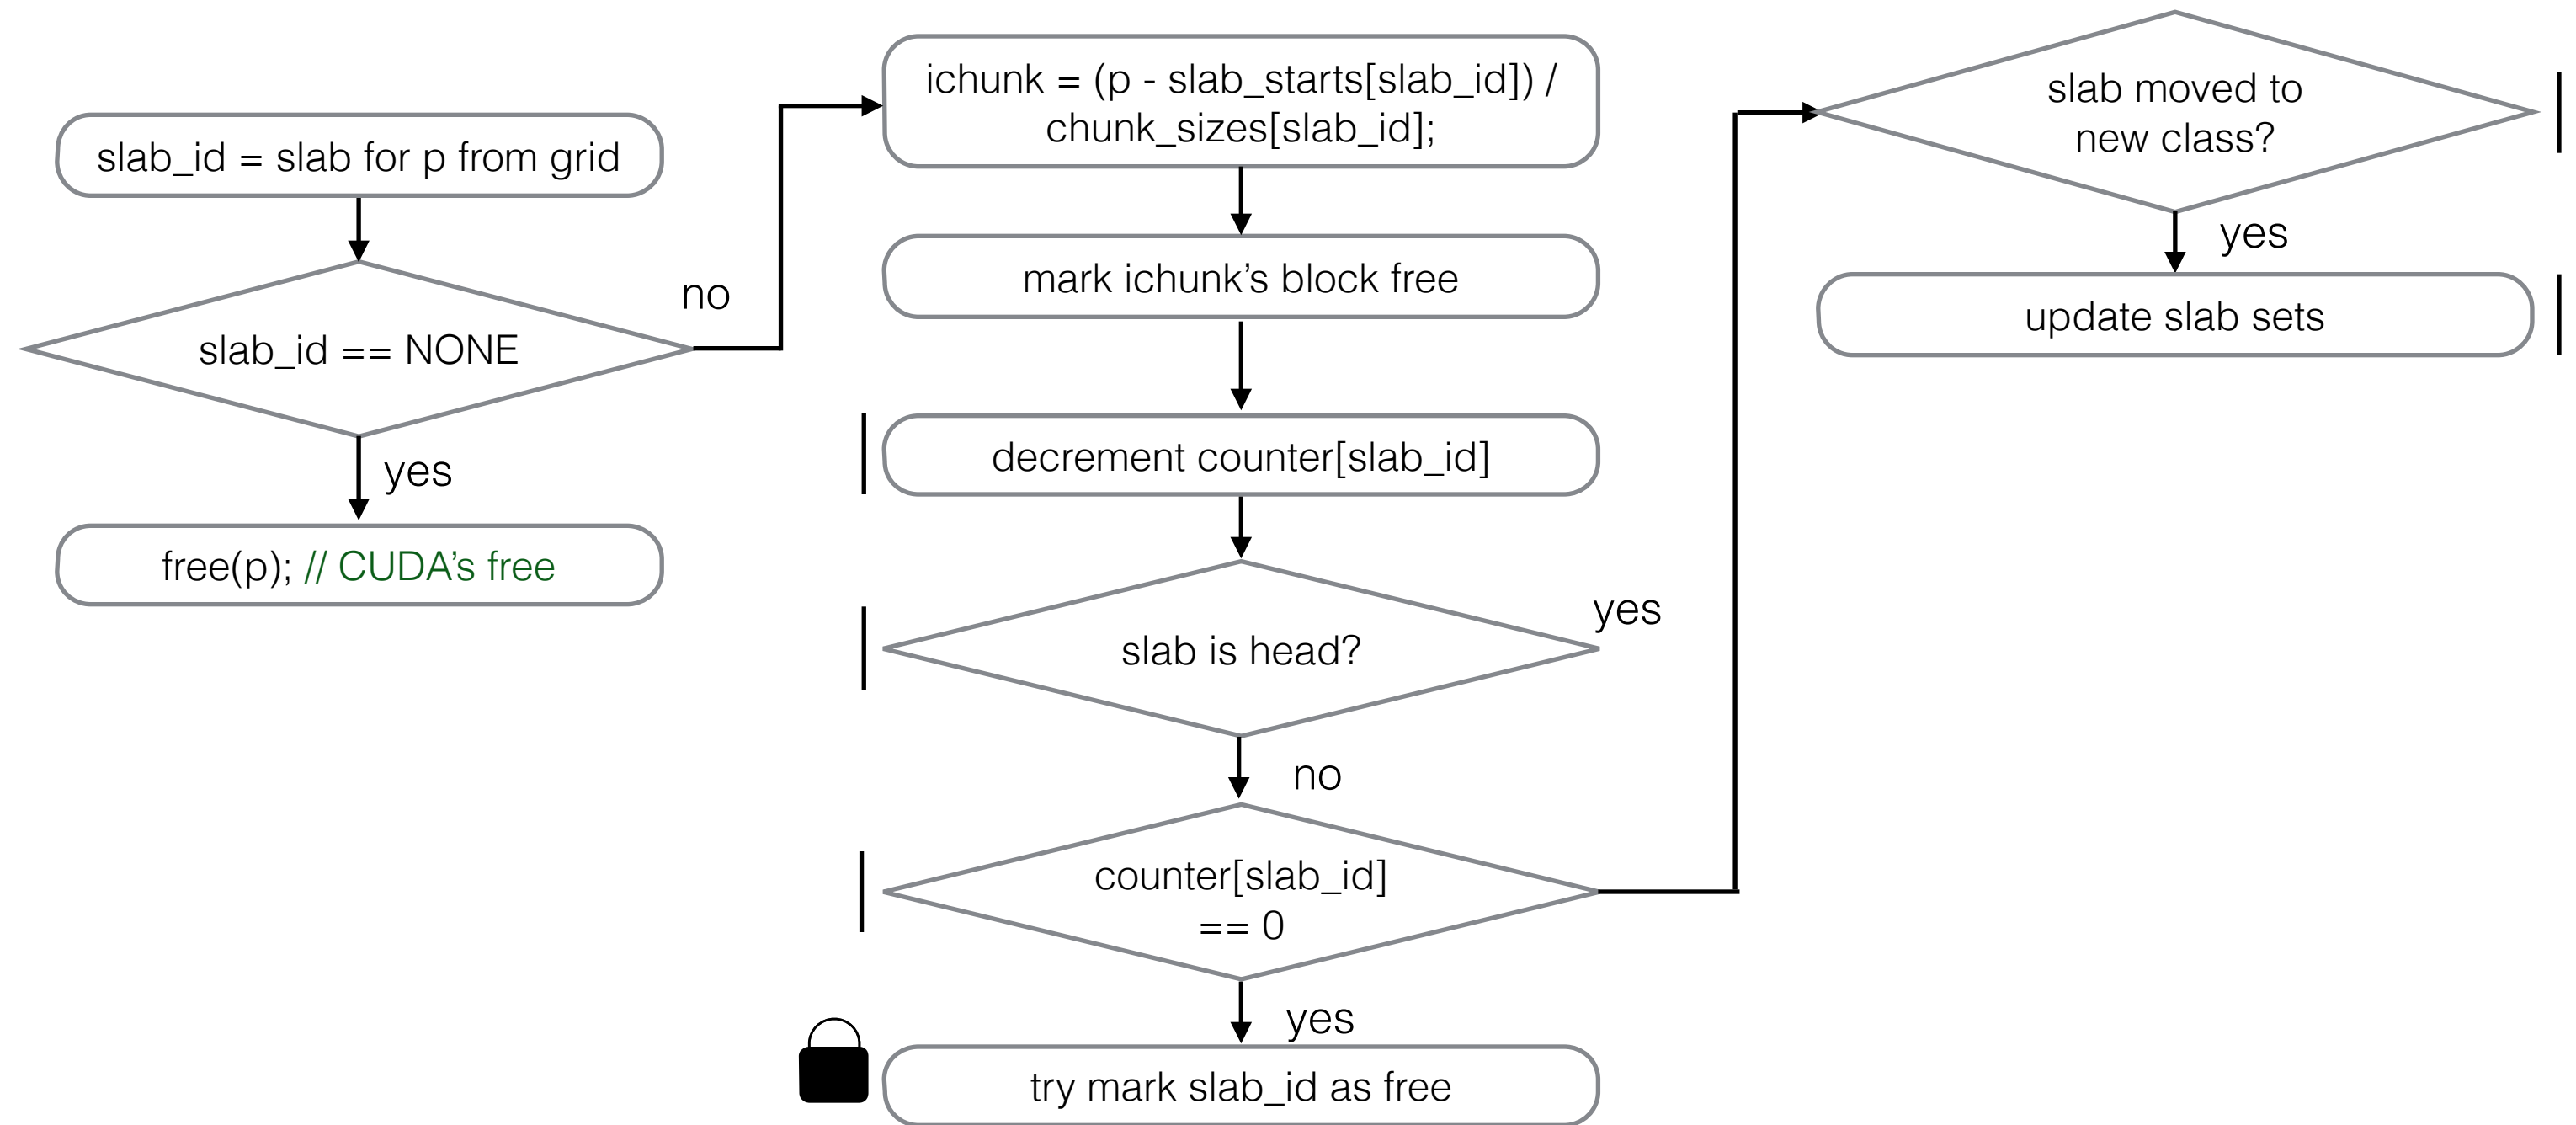 slab_id = slab for p from grid
slab_id == NONE
no
yes
free(p); // CUDA’s free
ichunk = (p - slab_starts[slab_id]) /
chunk_sizes[slab_id];
mark ichunk’s block free
decrement counter[slab_id]
slab is head?
yes
no
counter[slab_id]
== 0
yes
try mark slab_id as free
slab moved to
new class?
yes
update slab sets